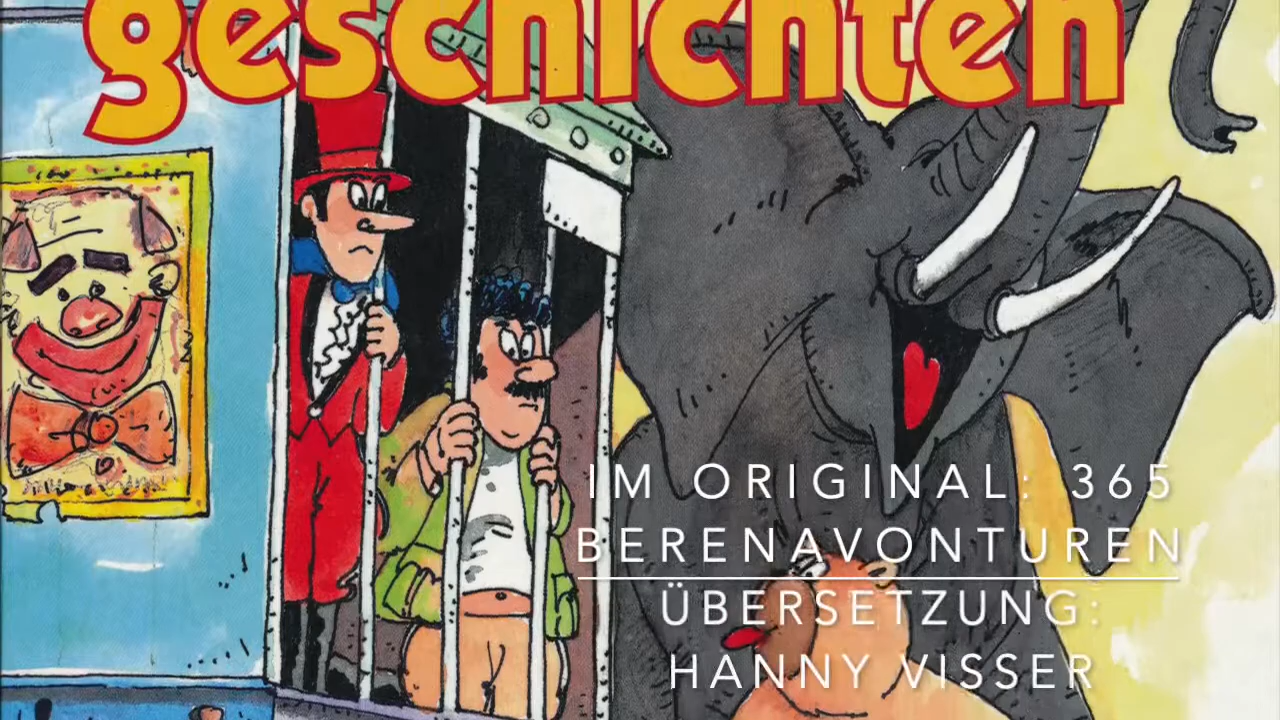 geschichten
IM ORIGINAL: 365
BERENAVONTUREN
ÜBERSETZUNG:
HANNY VISSER